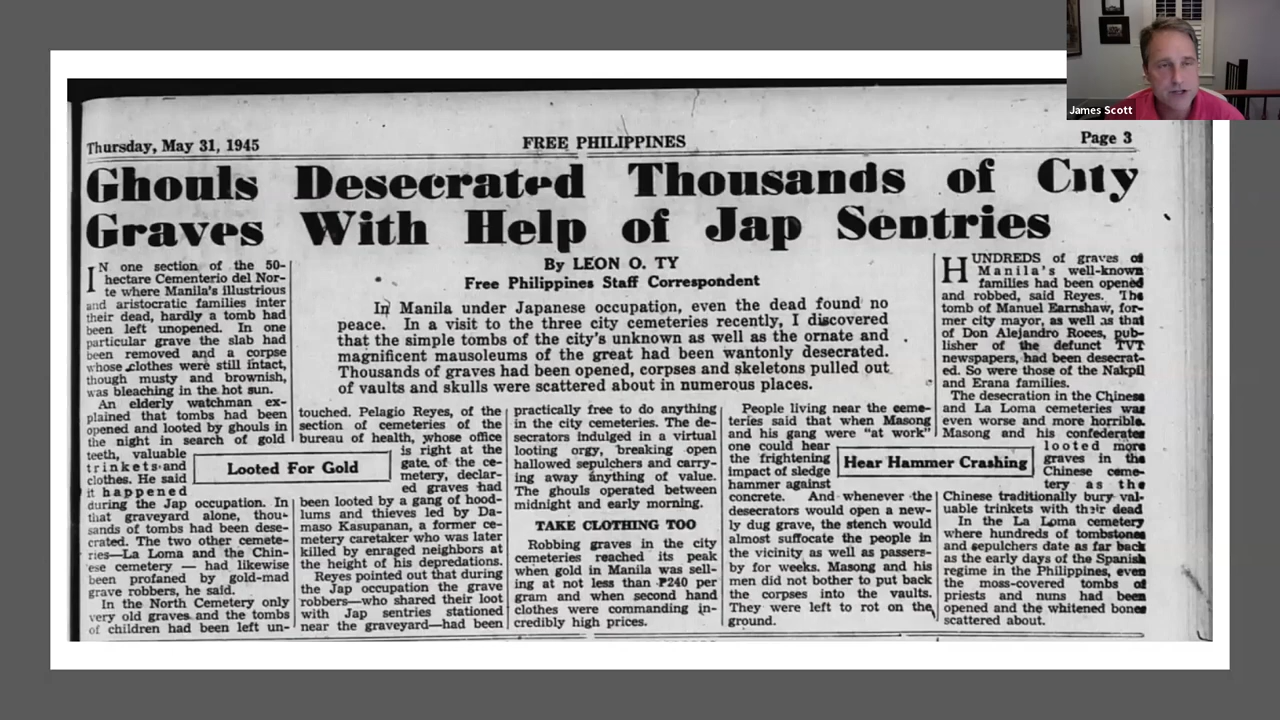 James Scott
Thursday, May 31, 1945
FREE PHILIPPINES
Page 3
Ghouls Desecrated Thousands of City
Graves With Help of Jap Sentries
By LEON O. TY
Free Philippines Staff Correspondent
In Manila under Japanese occupation, even the dead found no
peace. In a visit to the three city cemeteries recently, I discovered
that the simple tombs of the city's unknown as well as the ornate and
magnificent mausoleums of the great had been wantonly desecrated.
Thousands of graves had been opened, corpses and skeletons pulled out
of vaults and skulls were scattered about in numerous places.
IN one section of the 50-
hectare Cementerio del Nor-
te where Manila's illustrious
and aristocratic families inter
their dead, hardly a tomb had
been left unopened. In one
particular grave the slab had
been removed and a corpse
whose clothes were still intact,
though musty and brownish,
was bleaching in the hot sun.
An elderly watchman ex-
plained that tombs had been
opened and looted by ghouls in
the night in search of gold
teeth, valuable
trinkets and
clothes. He said
it happened
during the Jap occupation. In
that graveyard alone, thou-
sands of tombs had been dese-
crated. The two other cemete-
ries—La Loma and the Chin-
ese cemetery — had likewise
been profaned by gold-mad
grave robbers, he said.
In the North Cemetery only
very old graves and the tombs
of children had been left un-
Looted For Gold
touched. Pelagio Reyes, of the
section of cemeteries of the
bureau of health, whose office
is right at the
gate of the ce-
metery, declar-
ed graves had
been looted by a gang of hood-
lums and thieves led by Da-
maso Kasupanan, a former ce-
metery caretaker who was later
killed by enraged neighbors at
the height of his depredations.
Reyes pointed out that during
the Jap occupation the grave
robbers—who shared their loot
with Jap sentries stationed
near the graveyard—had been
practically free to do anything
in the city cemeteries. The de-
secrators indulged in a virtual
looting orgy, breaking open
hallowed sepulchers and carry-
ing away anything of value.
The ghouls operated between
midnight and early morning.
TAKE CLOTHING TOO
Robbing graves in the city
cemeteries reached its peak
when gold in Manila was sell-
ing at not less than ₱240 per
gram and when second hand
clothes were commanding in-
credibly high prices.
People living near the ceme-
teries said that when Masong
and his gang were "at work"
one could hear
the frightening
impact of sledge
hammer against
concrete. And whenever the
desecrators would open a new-
ly dug grave, the stench would
almost suffocate the people in
the vicinity as well as passers-
by for weeks. Masong and his
men did not bother to put back
the corpses into the vaults.
They were left to rot on the
ground.
Hear Hammer Crashing
HUNDREDS of graves of
Manila's well-known
families had been opened
and robbed, said Reyes. The
tomb of Manuel Earnshaw, for-
mer city mayor, as well as that
of Don Alejandro Roces, pub-
lisher of the defunct TVT
newspapers, had been desecrat-
ed. So were those of the Nakpil
and Erana families.
The desecration in the Chinese
and La Loma cemeteries was
even worse and more horrible.
Masong and his confederates
looted more
graves in the
Chinese ceme-
tery as the
Chinese traditionally bury val-
uable trinkets with their dead
In the La Loma cemetery
where hundreds of tombstones
and sepulchers date as far back
as the early days of the Spanish
regime in the Philippines, even
the moss-covered tombs of
priests and nuns had been
opened and the whitened bones
scattered about.